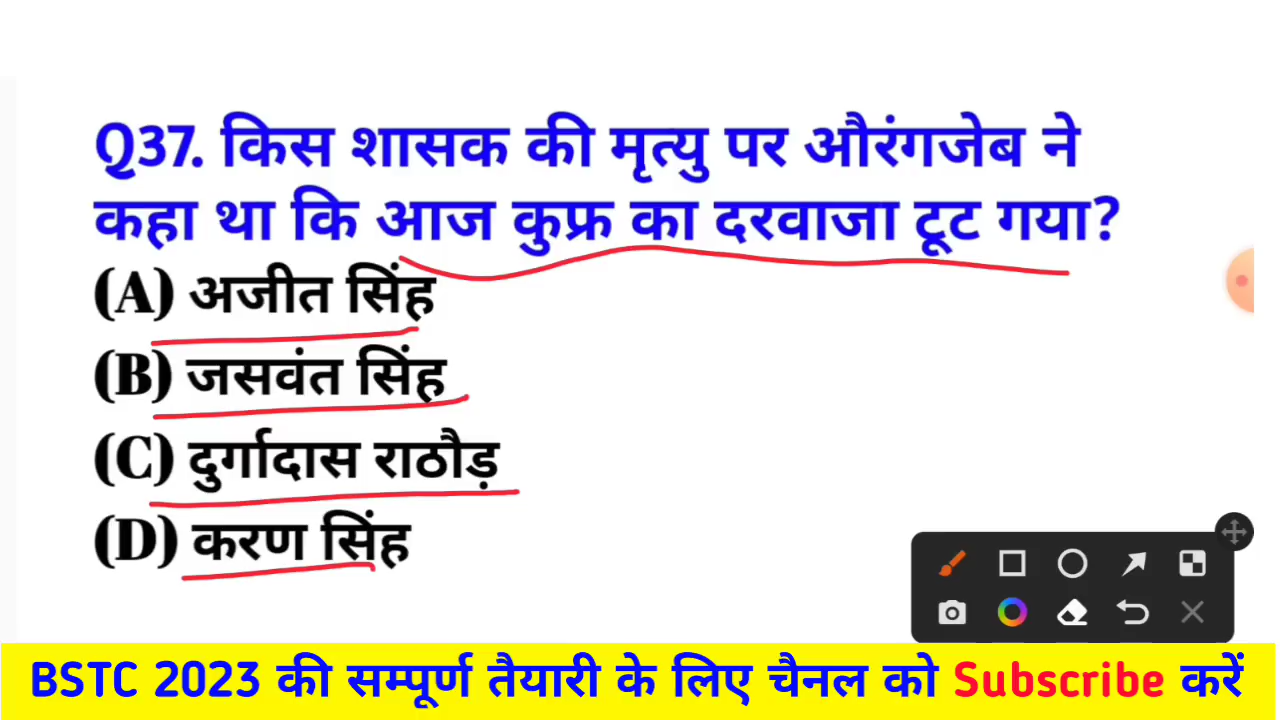 Q37. किस शासक की मृत्यु पर औरंगजेब ने
कहा था कि आज कुफ्र का दरवाजा टूट गया?
(A) अजीत सिंह
(B) जसवंत सिंह
(C) दुर्गादास राठौड़
(D) करण सिंह
BSTC 2023 की सम्पूर्ण तैयारी के लिए चैनल को Subscribe करें